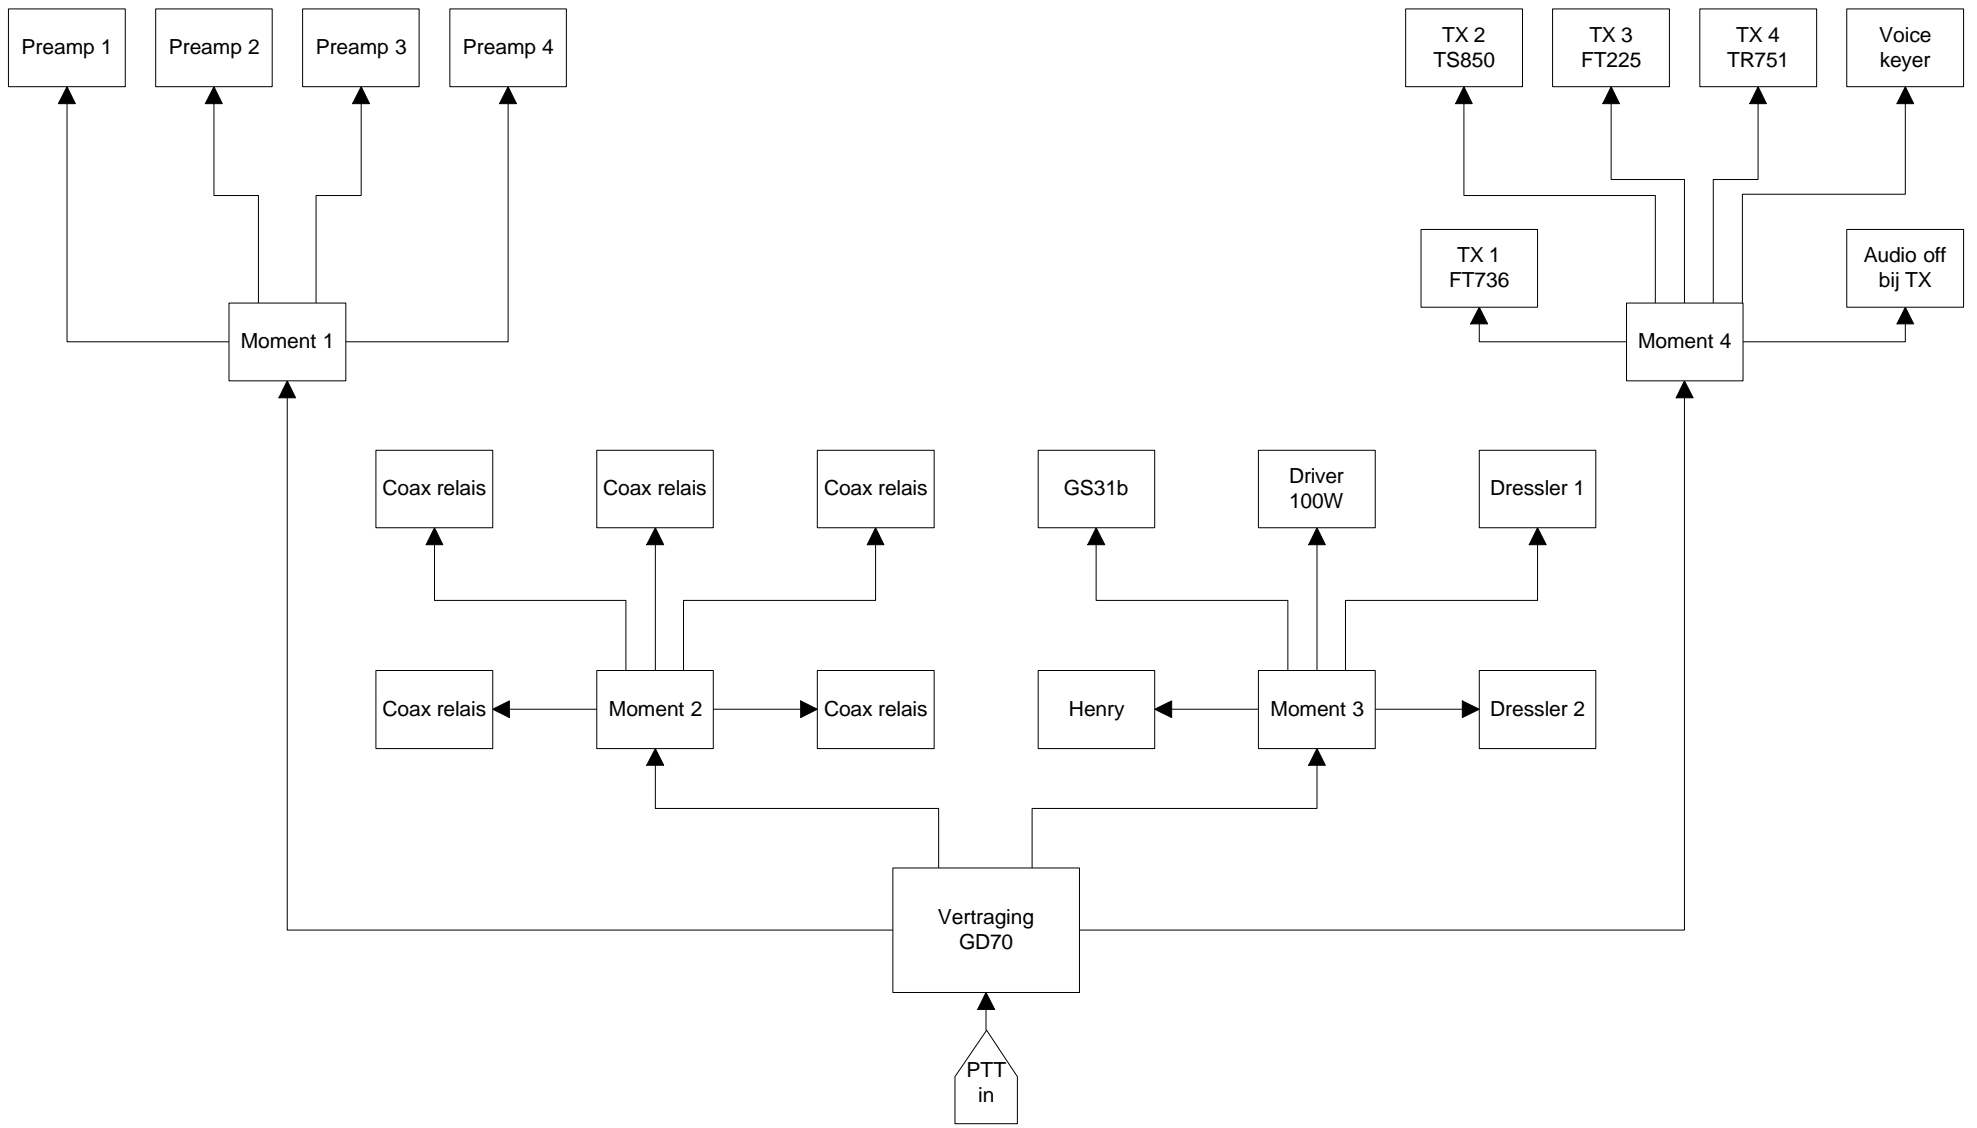 Preamp 1
Preamp 2
Preamp 3
Preamp 4
TX 2
TS850
TX 3
FT225
TX 4
TR751
Voice
keyer
TX 1
FT736
Audio off
bij TX
Moment 1
Moment 4
Coax relais
Coax relais
Coax relais
GS31b
Driver
100W
Dressler 1
Coax relais
Moment 2
Coax relais
Henry
Moment 3
Dressler 2
Vertraging
GD70
PTT
in